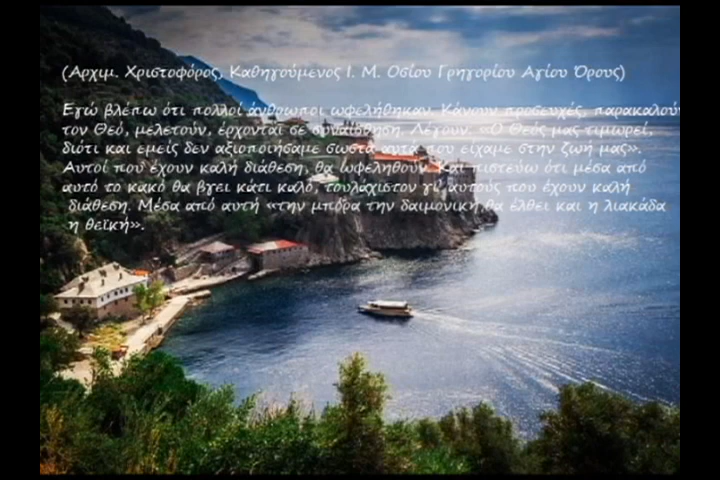 (Αρχιμ. Χριστοφόρος, Καθηγούμενος Ι. Μ. Οσίου Γρηγορίου Αγίου Όρους)
Εγώ βλέπω ότι πολλοί άνθρωποι ωφελήθηκαν. Κάνουν προσευχές, παρακαλούν
τον Θεό, μελετούν, έρχονται σε συναίσθηση. Λέγουν: «Ο Θεός μας τιμωρεί,
διότι και εμείς δεν αξιοποιήσαμε σωστά αυτά που είχαμε στην ζωή μας».
Αυτοί που έχουν καλή διάθεση, θα ωφεληθούν. Και πιστεύω ότι μέσα από
αυτό το κακό θα βγει κάτι καλό, τουλάχιστον γι' αυτούς που έχουν καλή
διάθεση. Μέσα από αυτή «την μπόρα την δαιμονική θα έλθει και η λιακάδα
η θεϊκή».